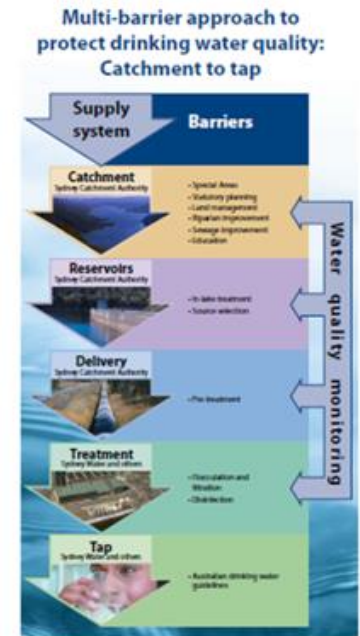 Multi-barrier approach to
protect drinking water quality:
Catchment to tap
Supply
system
Barriers
Catchment
Sydney Catchment Authority
• Special Areas
• Statutory planning
• Land management
• Riparian improvement
• Sewage improvement
• Education
Reservoirs
Sydney Catchment Authority
• In-lake treatment
• Source selection
Delivery
Sydney Catchment Authority
• Pre treatment
Treatment
Sydney Water and others
• Flocculation and
filtration
• Disinfection
Tap
Sydney Water and others
• Australian drinking water
guidelines
Water quality monitoring